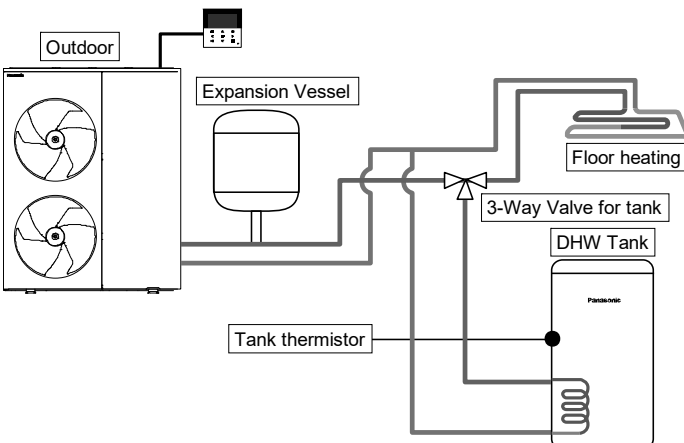 Outdoor
Expansion Vessel
Floor heating
3-Way Valve for tank
DHW Tank
Panasonic
Tank thermistor